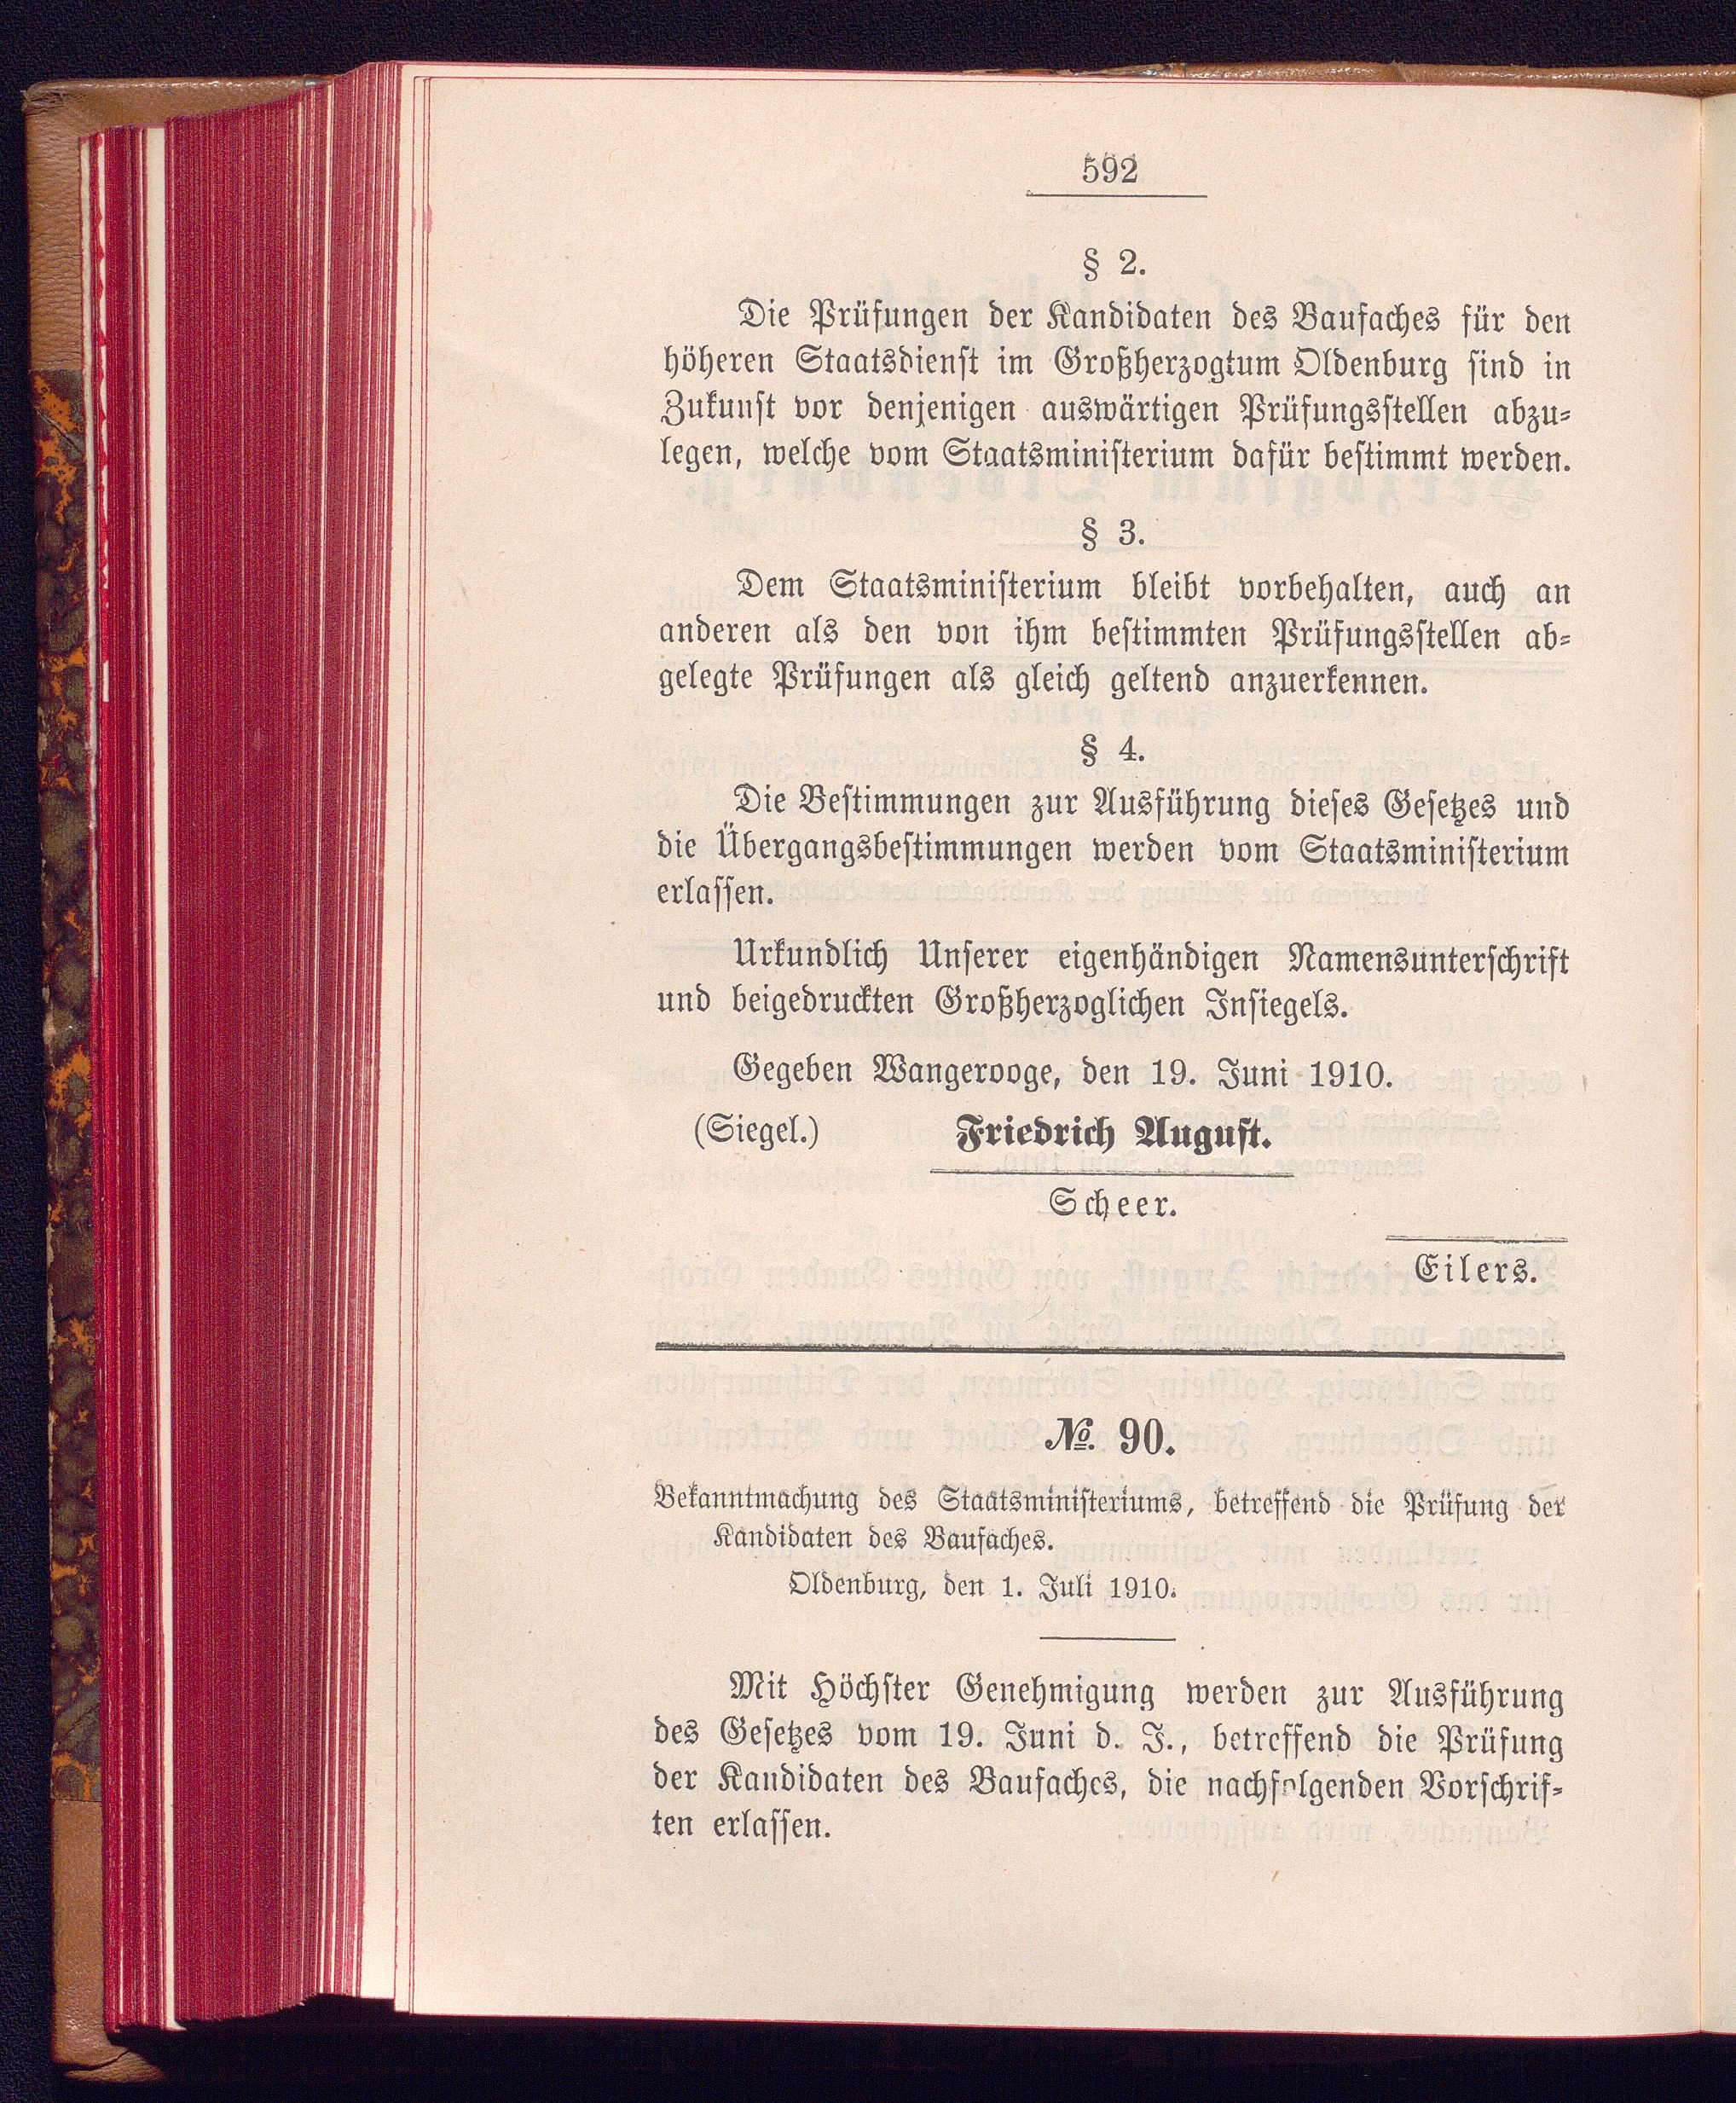 592
§ 2.
Die Prüfungen der Kandidaten des Baufaches für den
höheren Staatsdienst im Großherzogtum Oldenburg sind in
Zukunft vor denjenigen auswärtigen Prüfungsstellen abzu-
legen, welche vom Staatsministerium dafür bestimmt werden.
§ 3.
Dem Staatsministerium bleibt vorbehalten, auch an
anderen als den von ihm bestimmten Prüfungsstellen ab-
gelegte Prüfungen als gleich geltend anzuerkennen.
§ 4.
Die Bestimmungen zur Ausführung dieses Gesetzes und
die Übergangsbestimmungen werden vom Staatsministerium
erlassen.
Urkundlich Unserer eigenhändigen Namensunterschrift
und beigedruckten Großherzoglichen Insiegels.
Gegeben Wangerooge, den 19. Juni 1910.
(Siegel.) Friedrich August.
Scheer.
Eilers.
№. 90.
Bekanntmachung des Staatsministeriums, betreffend die Prüfung der
Kandidaten des Baufaches.
Oldenburg, den 1. Juli 1910.
Mit Höchster Genehmigung werden zur Ausführung
des Gesetzes vom 19. Juni d. J., betreffend die Prüfung
der Kandidaten des Baufaches, die nachfolgenden Vorschrif-
ten erlassen.